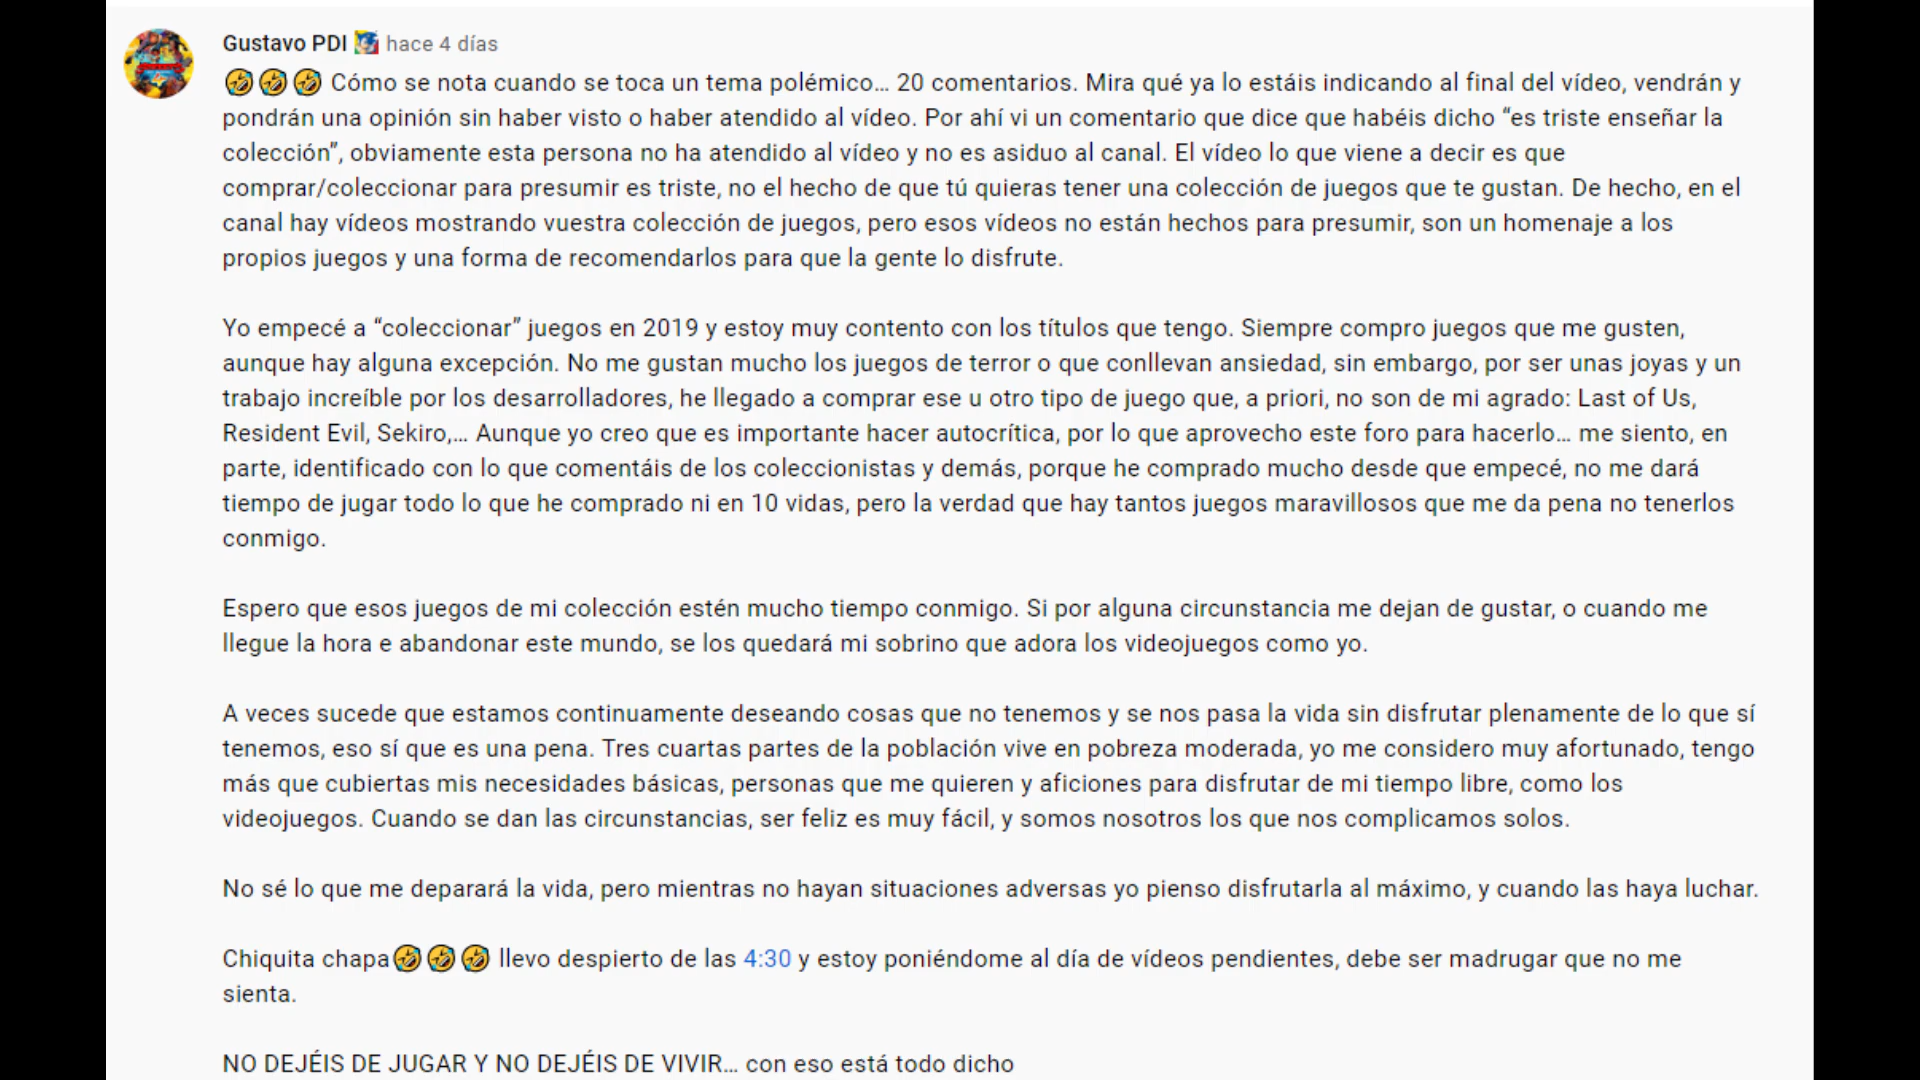 Gustavo PDI hace 4 días
🤣🤣🤣 Cómo se nota cuando se toca un tema polémico… 20 comentarios. Mira qué ya lo estáis indicando al final del vídeo, vendrán y
pondrán una opinión sin haber visto o haber atendido al vídeo. Por ahí vi un comentario que dice que habéis dicho “es triste enseñar la
colección”, obviamente esta persona no ha atendido al vídeo y no es asiduo al canal. El vídeo lo que viene a decir es que
comprar/coleccionar para presumir es triste, no el hecho de que tú quieras tener una colección de juegos que te gustan. De hecho, en el
canal hay vídeos mostrando vuestra colección de juegos, pero esos vídeos no están hechos para presumir, son un homenaje a los
propios juegos y una forma de recomendarlos para que la gente lo disfrute.
Yo empecé a “coleccionar” juegos en 2019 y estoy muy contento con los títulos que tengo. Siempre compro juegos que me gusten,
aunque hay alguna excepción. No me gustan mucho los juegos de terror o que conllevan ansiedad, sin embargo, por ser unas joyas y un
trabajo increíble por los desarrolladores, he llegado a comprar ese u otro tipo de juego que, a priori, no son de mi agrado: Last of Us,
Resident Evil, Sekiro,… Aunque yo creo que es importante hacer autocrítica, por lo que aprovecho este foro para hacerlo… me siento, en
parte, identificado con lo que comentáis de los coleccionistas y demás, porque he comprado mucho desde que empecé, no me dará
tiempo de jugar todo lo que he comprado ni en 10 vidas, pero la verdad que hay tantos juegos maravillosos que me da pena no tenerlos
conmigo.
Espero que esos juegos de mi colección estén mucho tiempo conmigo. Si por alguna circunstancia me dejan de gustar, o cuando me
llegue la hora e abandonar este mundo, se los quedará mi sobrino que adora los videojuegos como yo.
A veces sucede que estamos continuamente deseando cosas que no tenemos y se nos pasa la vida sin disfrutar plenamente de lo que sí
tenemos, eso sí que es una pena. Tres cuartas partes de la población vive en pobreza moderada, yo me considero muy afortunado, tengo
más que cubiertas mis necesidades básicas, personas que me quieren y aficiones para disfrutar de mi tiempo libre, como los
videojuegos. Cuando se dan las circunstancias, ser feliz es muy fácil, y somos nosotros los que nos complicamos solos.
No sé lo que me deparará la vida, pero mientras no hayan situaciones adversas yo pienso disfrutarla al máximo, y cuando las haya luchar.
Chiquita chapa🤣🤣🤣 llevo despierto de las 4:30 y estoy poniéndome al día de vídeos pendientes, debe ser madrugar que no me
sienta.
NO DEJÉIS DE JUGAR Y NO DEJÉIS DE VIVIR… con eso está todo dicho